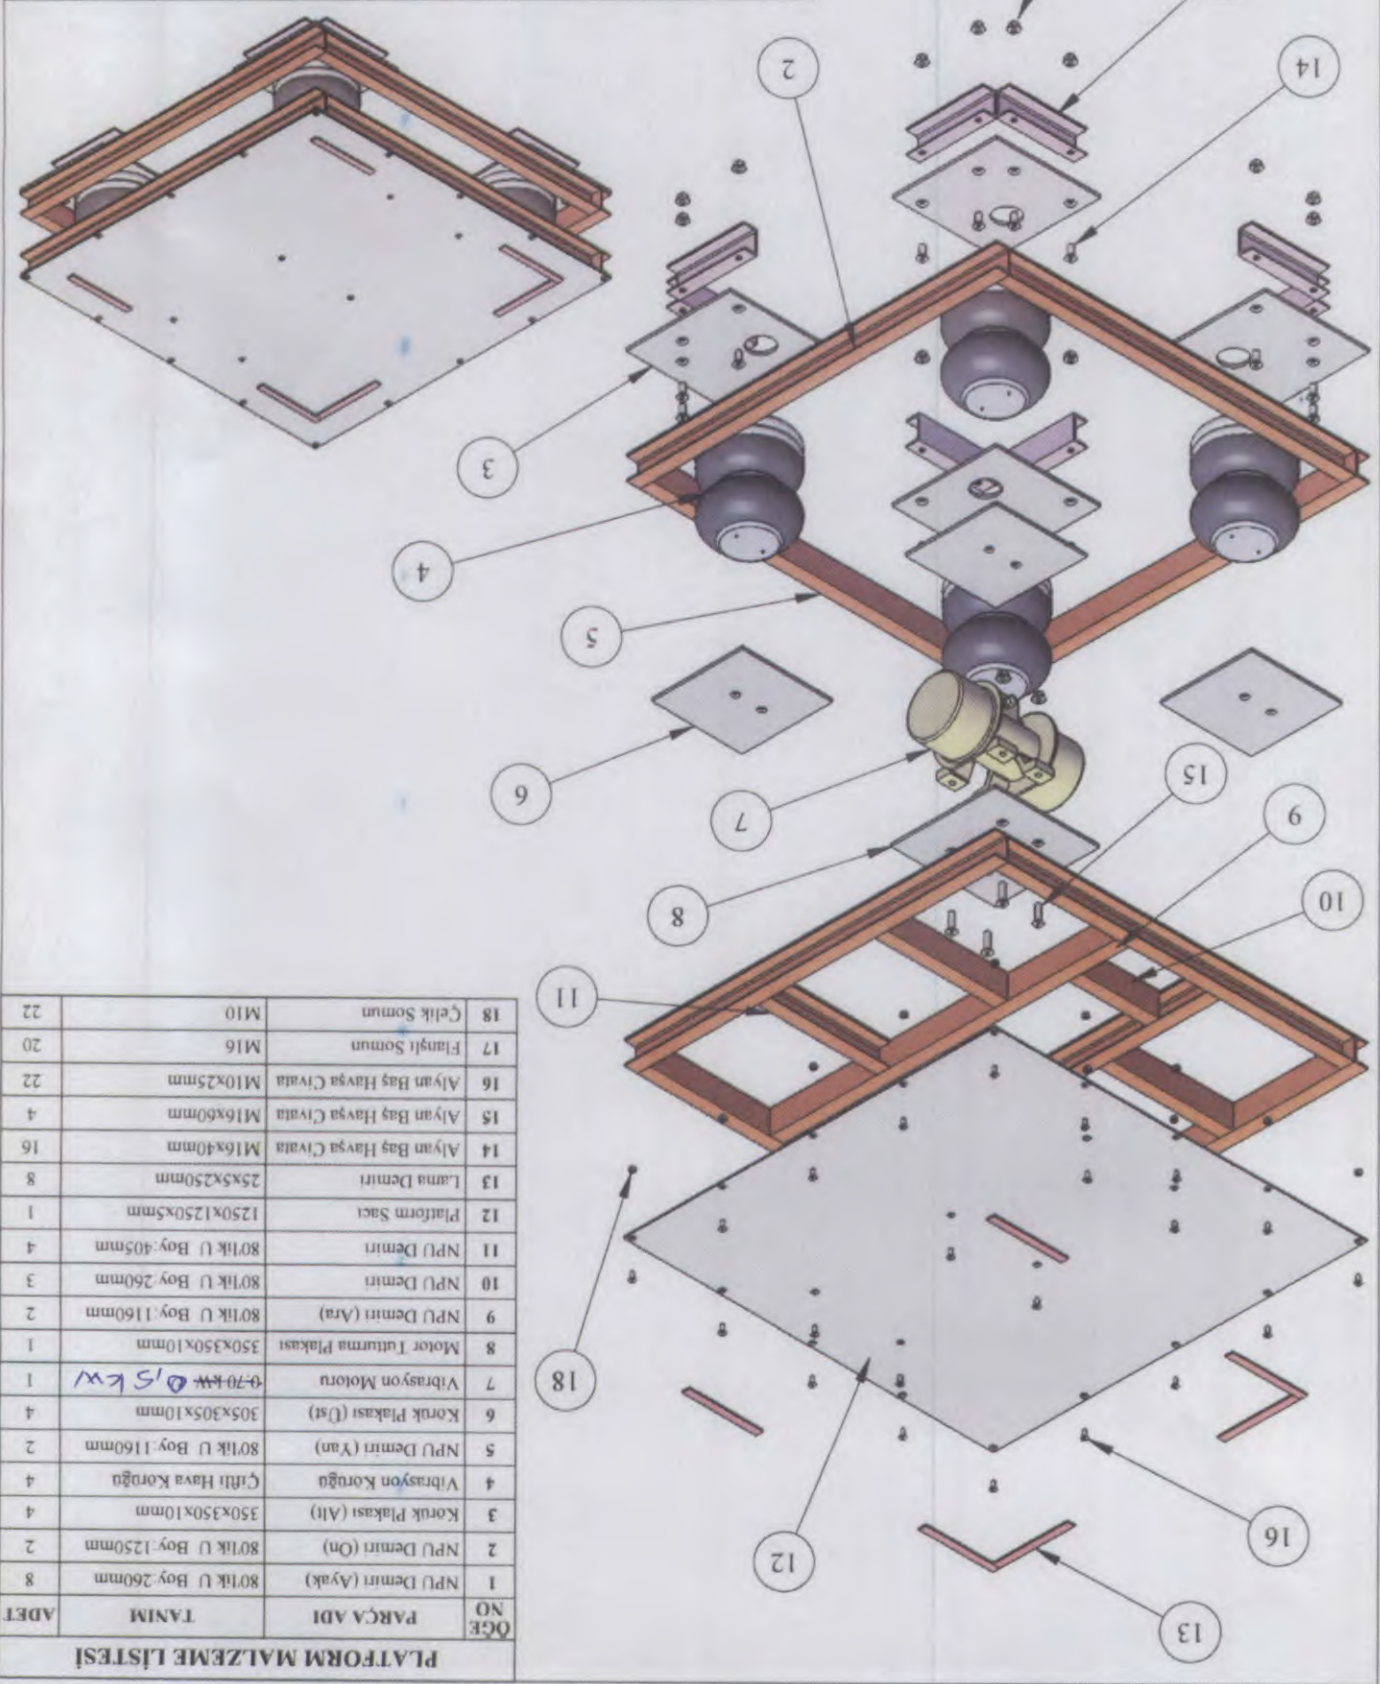 PLATFORM MALZEME LİSTESİ
ÖĞE NO PARÇA ADI TANIM ADET
1 NPU Demiri (Ayak) 80'lik U Boy:260mm 8
2 NPU Demiri (Ön) 80'lik U Boy:1250mm 2
3 Körük Plakası (Alt) 350x350x10mm 4
4 Vibrasyon Körüğü Çiftli Hava Körüğü 4
5 NPU Demiri (Yan) 80'lik U Boy:1160mm 2
6 Körük Plakası (Üst) 305x305x10mm 4
7 Vibrasyon Motoru 0.70 kW 0,5 kW 1
8 Motor Tutturma Plakası 350x350x10mm 1
9 NPU Demiri (Ara) 80'lik U Boy:1160mm 2
10 NPU Demiri 80'lik U Boy:260mm 3
11 NPU Demiri 80'lik U Boy:405mm 4
12 Platform Sacı 1250x1250x5mm 1
13 Lama Demiri 25x5x250mm 8
14 Alyan Baş Havşa Civata M16x40mm 16
15 Alyan Baş Havşa Civata M16x60mm 4
16 Alyan Baş Havşa Civata M10x25mm 22
17 Flanşlı Somun M16 20
18 Çelik Somun M10 22
13
12
16
18
11
8
10
9
7
6
15
5
4
3
2
14